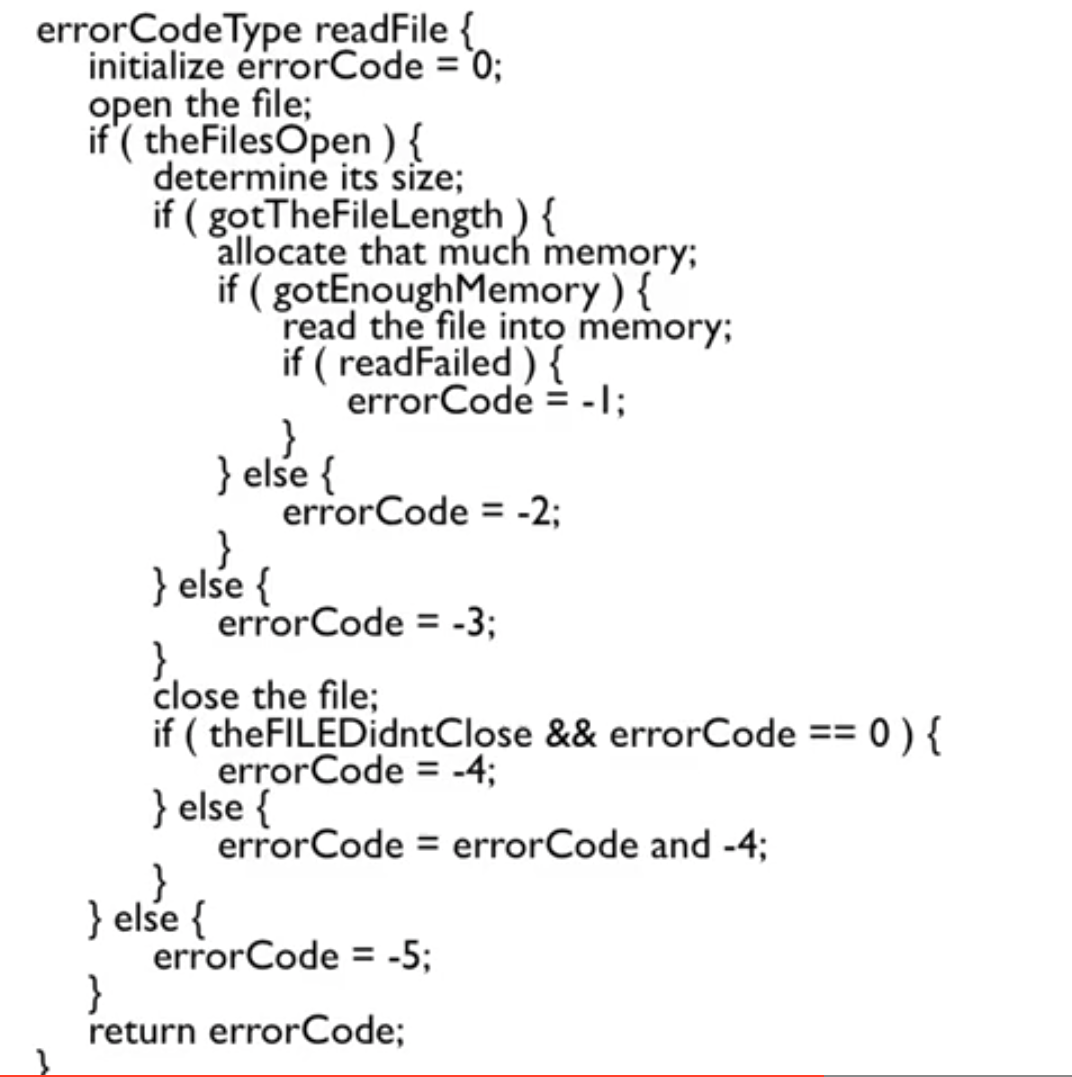 errorCodeType readFile {
initialize errorCode = 0;
open the file;
if ( theFilesOpen ) {
determine its size;
if ( gotTheFileLength ) {
allocate that much memory;
if ( gotEnoughMemory ) {
read the file into memory;
if ( readFailed ) {
errorCode = -1;
}
} else {
errorCode = -2;
}
} else {
errorCode = -3;
}
close the file;
if ( theFILEDidntClose && errorCode == 0 ) {
errorCode = -4;
} else {
errorCode = errorCode and -4;
}
} else {
errorCode = -5;
}
return errorCode;
}